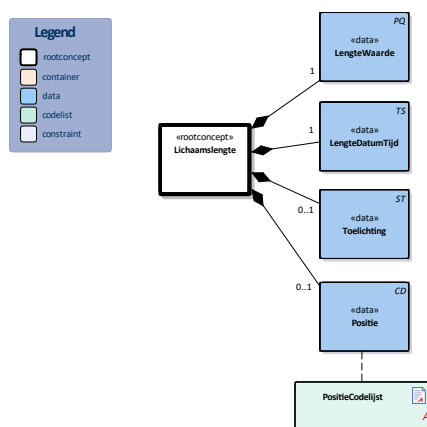 Legend
rootconcept
container
data
codelist
constraint
PQ
«data»
LengteWaarde
1
TS
«data»
LengteDatumTijd
1
«rootconcept»
Lichaamslengte
ST
«data»
Toelichting
0..1
CD
«data»
Positie
0..1
PositieCodelijst